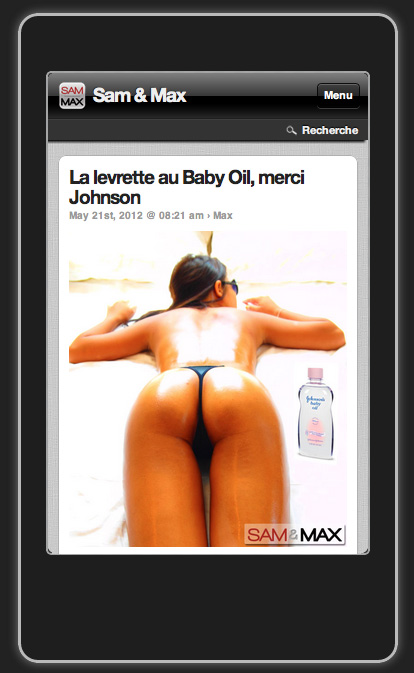 SAM
MAX
Sam & Max
Menu
Recherche
La levrette au Baby Oil, merci
Johnson
May 21st, 2012 @ 08:21 am › Max
Johnson's
baby
oil
SAM&MAX